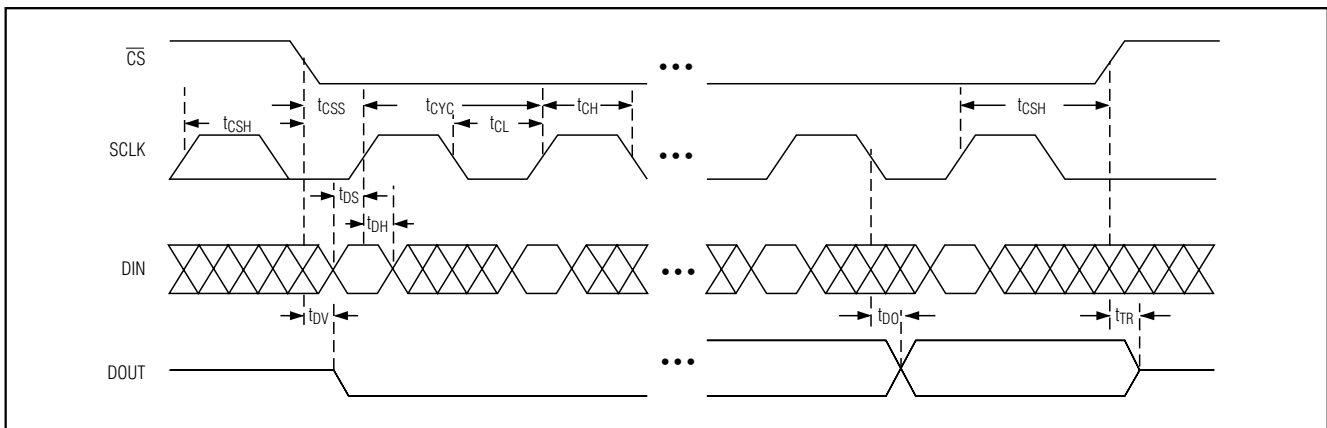 CS
•••
tCSS
tCYC
tCH
tCSH
tCSH
tCL
SCLK
•••
tDS
tDH
DIN
•••
tDV
tDO
tTR
•••
DOUT